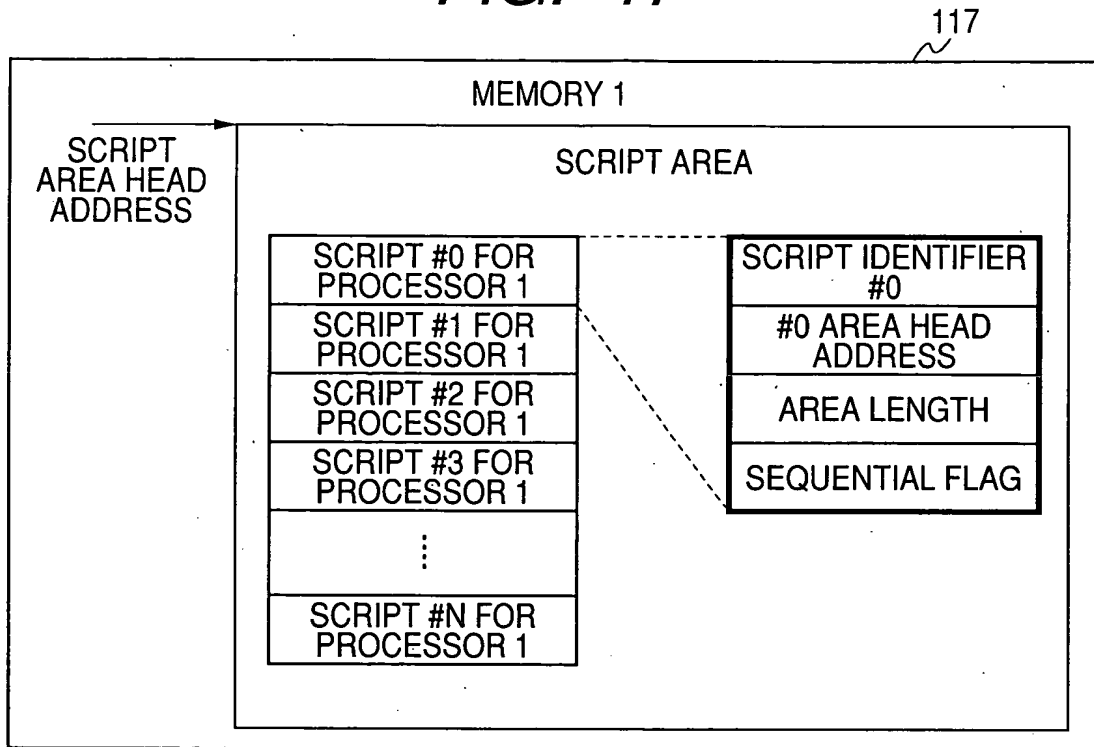 117
MEMORY 1
SCRIPT
AREA HEAD
ADDRESS
SCRIPT AREA
SCRIPT #0 FOR
PROCESSOR 1
SCRIPT #1 FOR
PROCESSOR 1
SCRIPT #2 FOR
PROCESSOR 1
SCRIPT #3 FOR
PROCESSOR 1
SCRIPT #N FOR
PROCESSOR 1
SCRIPT IDENTIFIER
#0
#0 AREA HEAD
ADDRESS
AREA LENGTH
SEQUENTIAL FLAG